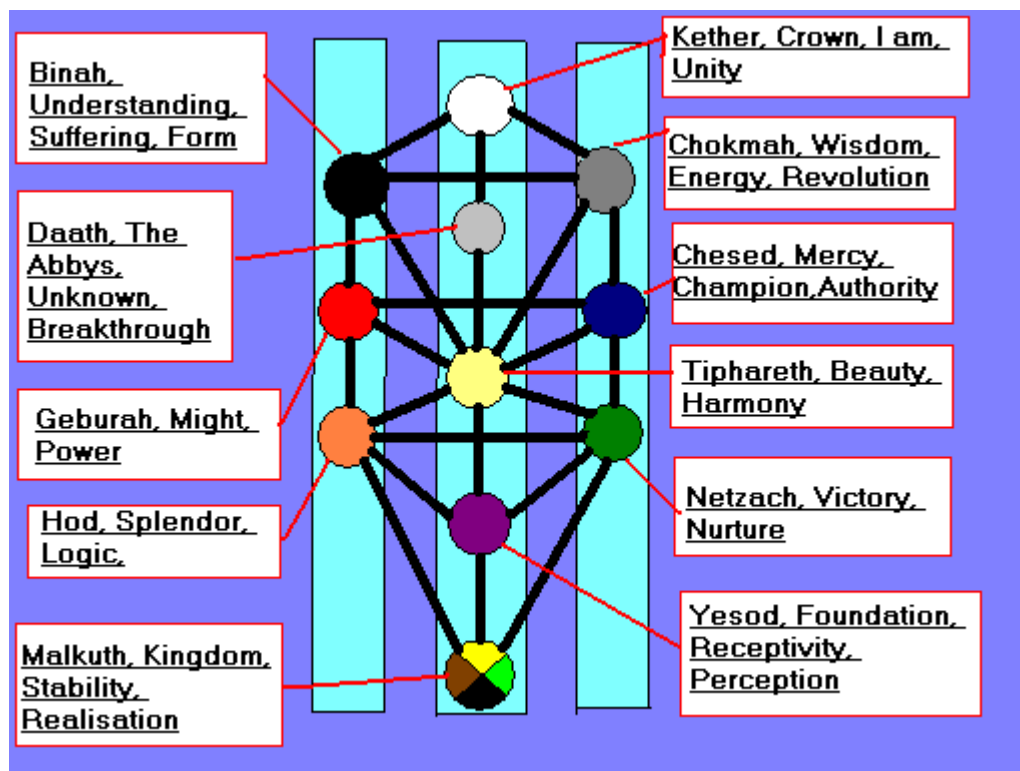 Kether, Crown, I am,
Unity
Binah,
Understanding,
Suffering, Form
Chokmah, Wisdom,
Energy, Revolution
Daath, The
Abbys,
Unknown,
Breakthrough
Chesed, Mercy,
Champion,Authority
Tiphareth, Beauty,
Harmony
Geburah, Might,
Power
Netzach, Victory,
Nurture
Hod, Splendor,
Logic,
Yesod, Foundation,
Receptivity,
Perception
Malkuth, Kingdom,
Stability,
Realisation